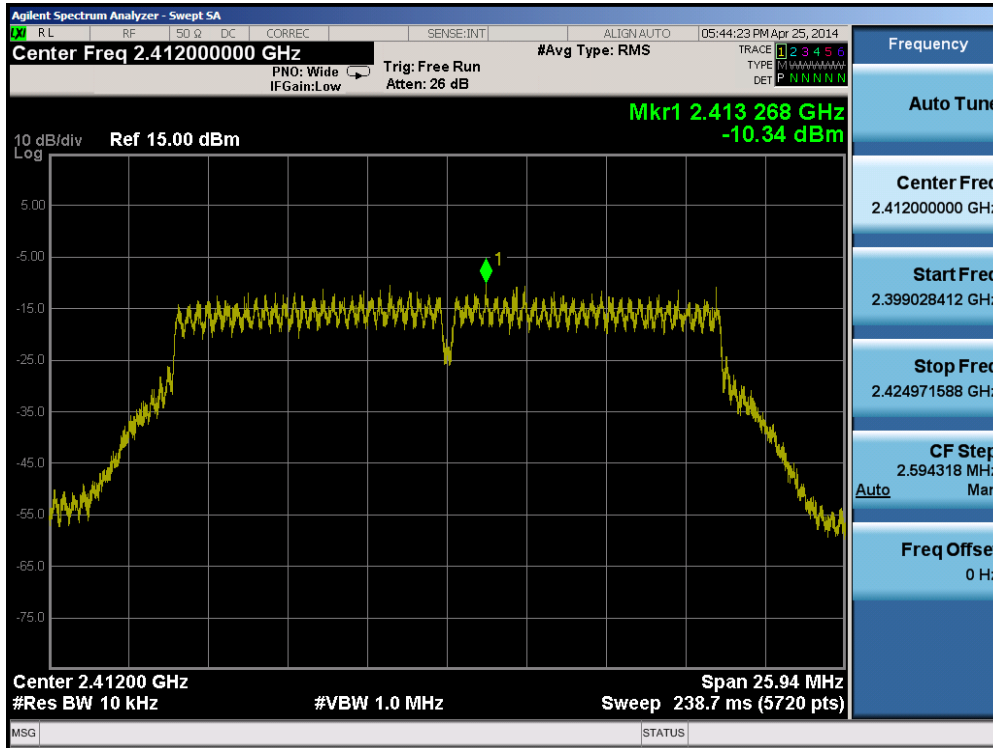 Agilent Spectrum Analyzer - Swept SA
LXI RL RF 50 Ω DC CORREC SENSE:INT ALIGN AUTO 05:44:23 PM Apr 25, 2014
Center Freq 2.412000000 GHz #Avg Type: RMS TRACE 1 2 3 4 5 6
PNO: Wide Trig: Free Run TYPE M
IFGain:Low Atten: 26 dB DET P N N N N N
Frequency
Auto Tune
Mkr1 2.413 268 GHz
-10.34 dBm
10 dB/div Ref 15.00 dBm
Log
5.00
-5.00
1
-15.0
-25.0
-35.0
-45.0
-55.0
-65.0
-75.0
Center 2.41200 GHz Span 25.94 MHz
#Res BW 10 kHz #VBW 1.0 MHz Sweep 238.7 ms (5720 pts)
Center Freq
2.412000000 GHz
Start Freq
2.399028412 GHz
Stop Freq
2.424971588 GHz
CF Step
2.594318 MHz
Auto Man
Freq Offset
0 Hz
MSG STATUS